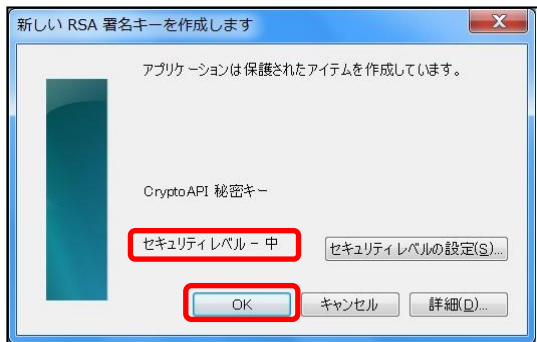 新しい RSA 署名キーを作成します
アプリケーションは保護されたアイテムを作成しています。
CryptoAPI 秘密キー
セキュリティレベル - 中
セキュリティレベルの設定(S)...
OK
キャンセル
詳細(D)...